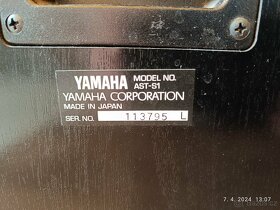 YAMAHA MODEL NO.
AST-S1
YAMAHA CORPORATION
MADE IN JAPAN
SER. NO. 113795 L
7. 4. 2024 13:07